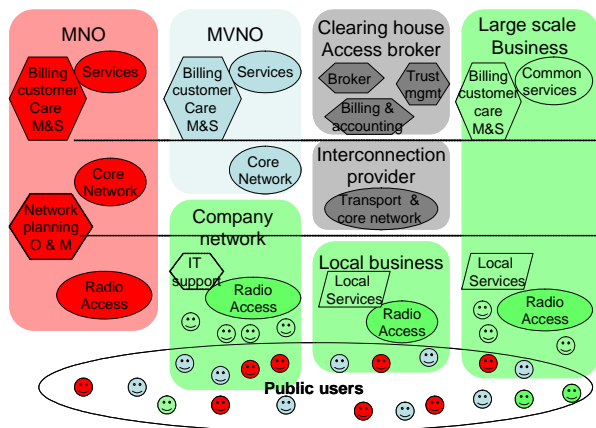 MNO
Billing
customer
Care
M&S
Services
Core
Network
Network
planning
O & M
Radio
Access
MVNO
Billing
customer
Care
M&S
Services
Core
Network
Company
network
IT
support
Radio
Access
Clearing house
Access broker
Broker
Trust
mgmt
Billing &
accounting
Interconnection
provider
Transport &
core network
Local business
Local
Services
Radio
Access
Large scale
Business
Billing
customer
care
M&S
Common
services
Local
Services
Radio
Access
Public users